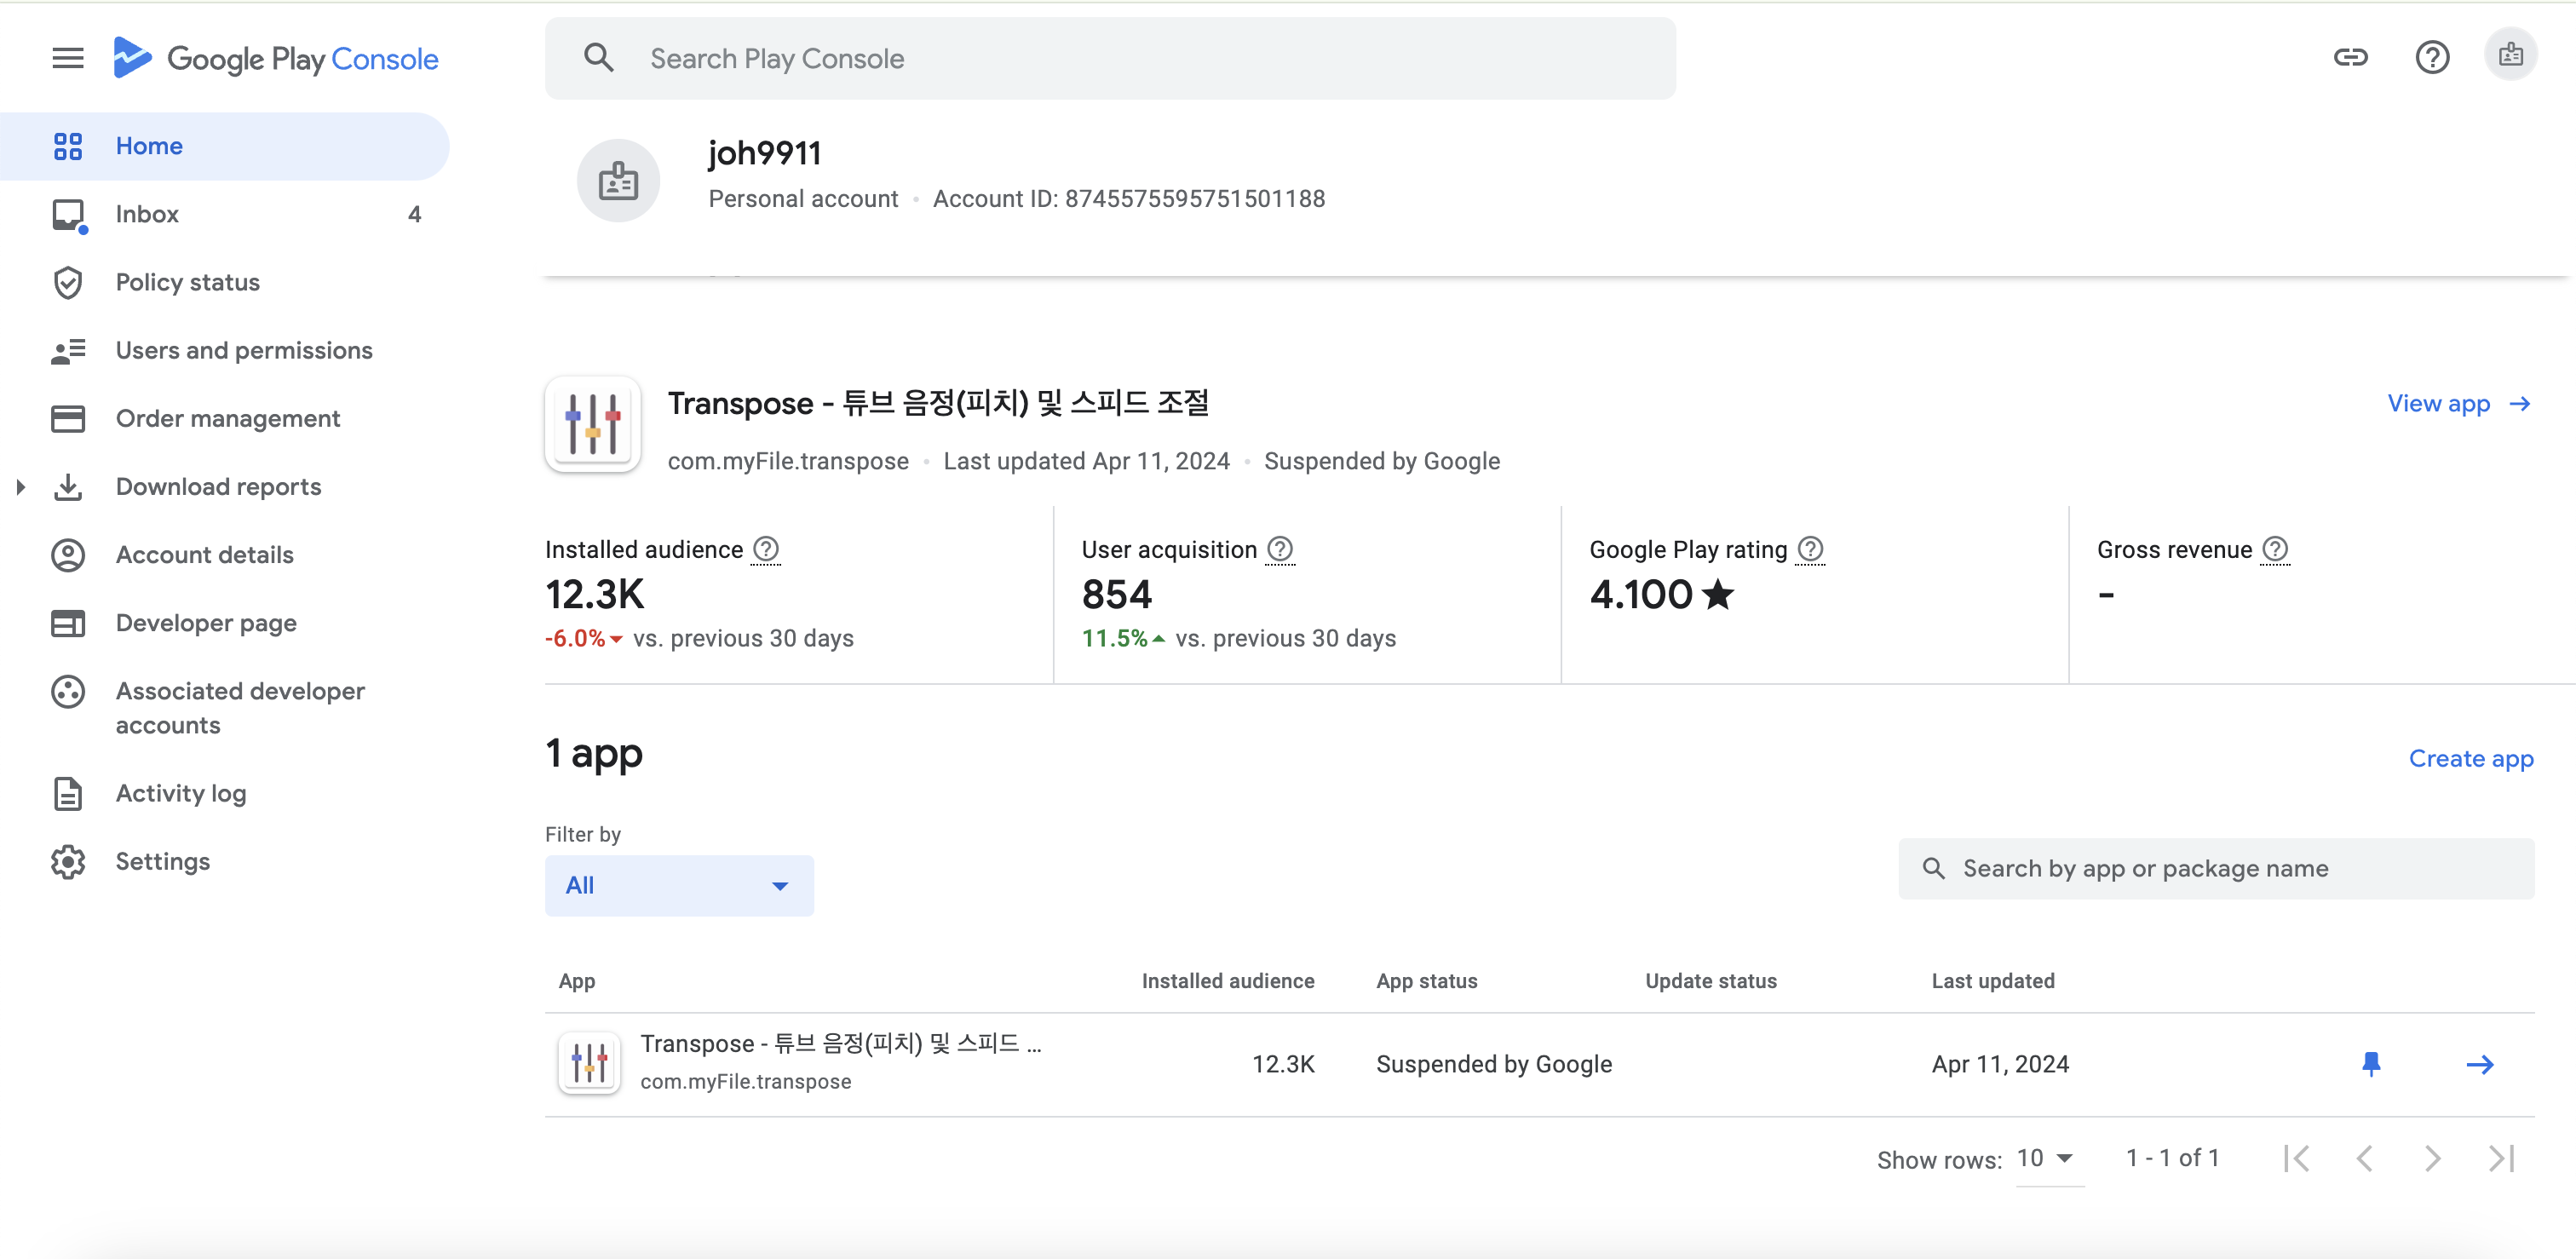 Google Play Console
Search Play Console
Home
Inbox 4
Policy status
Users and permissions
Order management
Download reports
Account details
Developer page
Associated developer
accounts
Activity log
Settings
joh9911
Personal account • Account ID: 8745575595751501188
Transpose - 튜브 음정(피치) 및 스피드 조절
View app
com.myFile.transpose • Last updated Apr 11, 2024 • Suspended by Google
Installed audience
12.3K
-6.0% vs. previous 30 days
User acquisition
854
11.5% vs. previous 30 days
Google Play rating
4.100 ★
Gross revenue
-
1 app
Create app
Filter by
All
Search by app or package name
App Installed audience App status Update status Last updated
Transpose - 튜브 음정(피치) 및 스피드 ...
com.myFile.transpose
12.3K Suspended by Google Apr 11, 2024
Show rows: 10 1 - 1 of 1